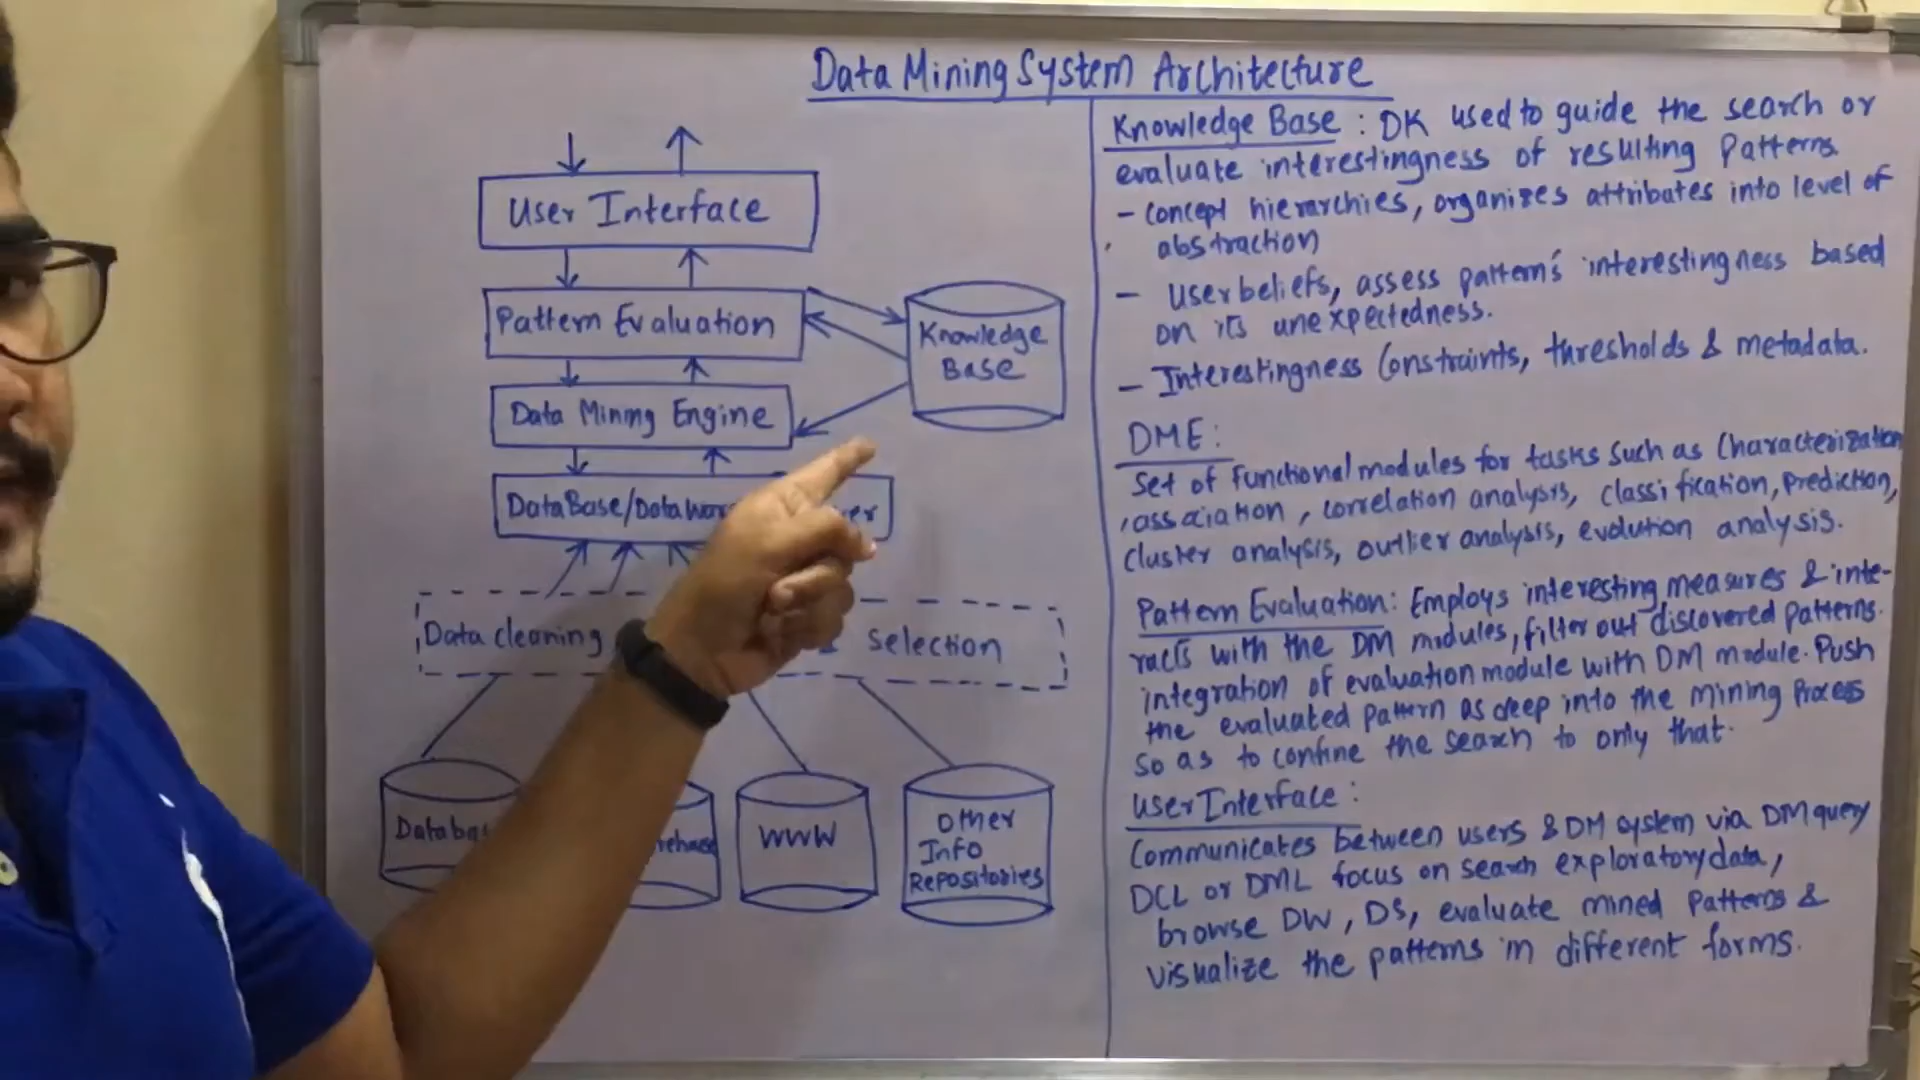 Data Mining System Architecture
User Interface
Pattern Evaluation
Knowledge
Base
Data Mining Engine
DataBase/
Data cleaning
Selection
WWW
Other
Info
Repositories
Knowledge Base : DK used to guide the search or
evaluate interestingness of resulting Patterns.
- concept hierarchies, organizes attributes into level of
abstraction
- User beliefs, assess pattern's interestingness based
on its unexpectedness.
- Interestingness Constraints, thresholds & metadata.
DME :
Set of Functional modules for tasks such as Characterization
, association, correlation analysis, classification, prediction,
cluster analysis, outlier analysis, evolution analysis.
Pattern Evaluation: Employs interesting measures & inte-
racts with the DM modules, filter out discovered patterns.
integration of evaluation module with DM module. Push
the evaluated pattern as deep into the mining Process
so as to confine the search to only that.
User Interface :
Communicates between users & DM system via DM query
DCL or DML focus on search exploratory data,
browse DW, DS, evaluate mined Patterns &
visualize the patterns in different forms.